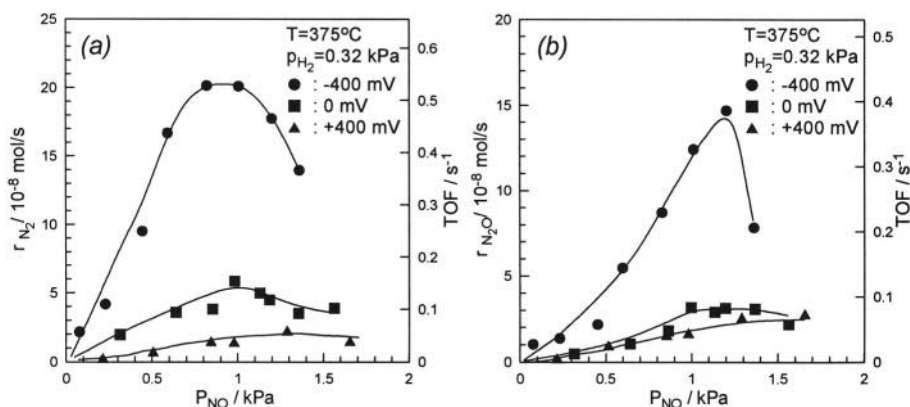 (a)
T=375ºC
pH2=0.32 kPa
● : -400 mV
■ : 0 mV
▲ : +400 mV
25
20
15
10
5
0
r N2/ 10-8 mol/s
0.6
0.5
0.4
0.3
0.2
0.1
0.0
TOF / s-1
0
0.5
1
1.5
2
PNO / kPa
(b)
T=375ºC
pH2=0.32 kPa
● : -400 mV
■ : 0 mV
▲ : +400 mV
20
15
10
5
0
r N2O/ 10-8 mol/s
0.5
0.4
0.3
0.2
0.1
0.0
TOF / s-1
0
0.5
1
1.5
2
PNO / kPa